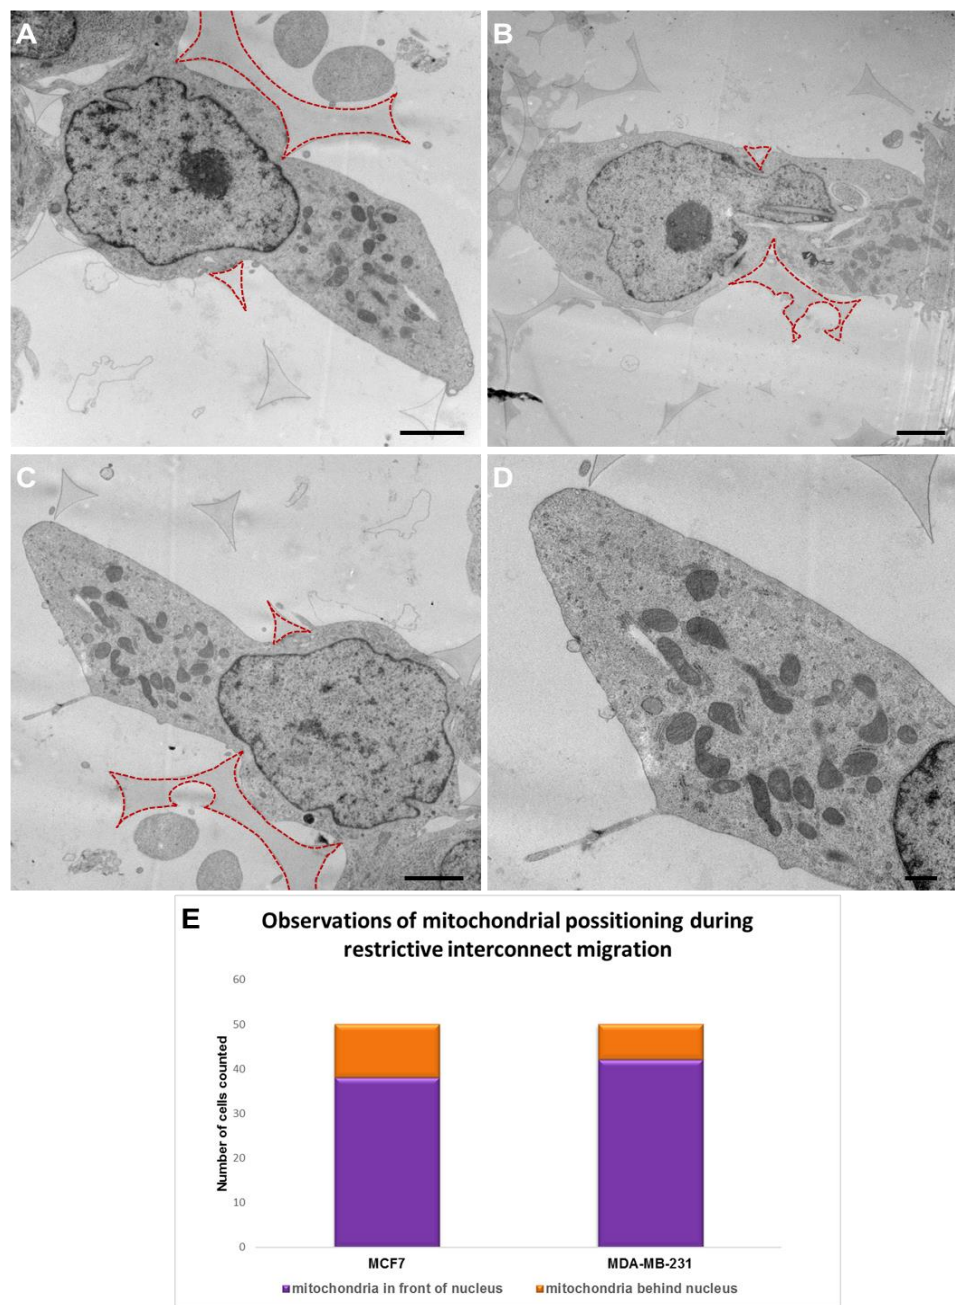 A
B
C
D
E
Observations of mitochondrial possitioning during
restrictive interconnect migration
Number of cells counted
60
50
40
30
20
10
0
MCF7
MDA-MB-231
mitochondria in front of nucleus
mitochondria behind nucleus